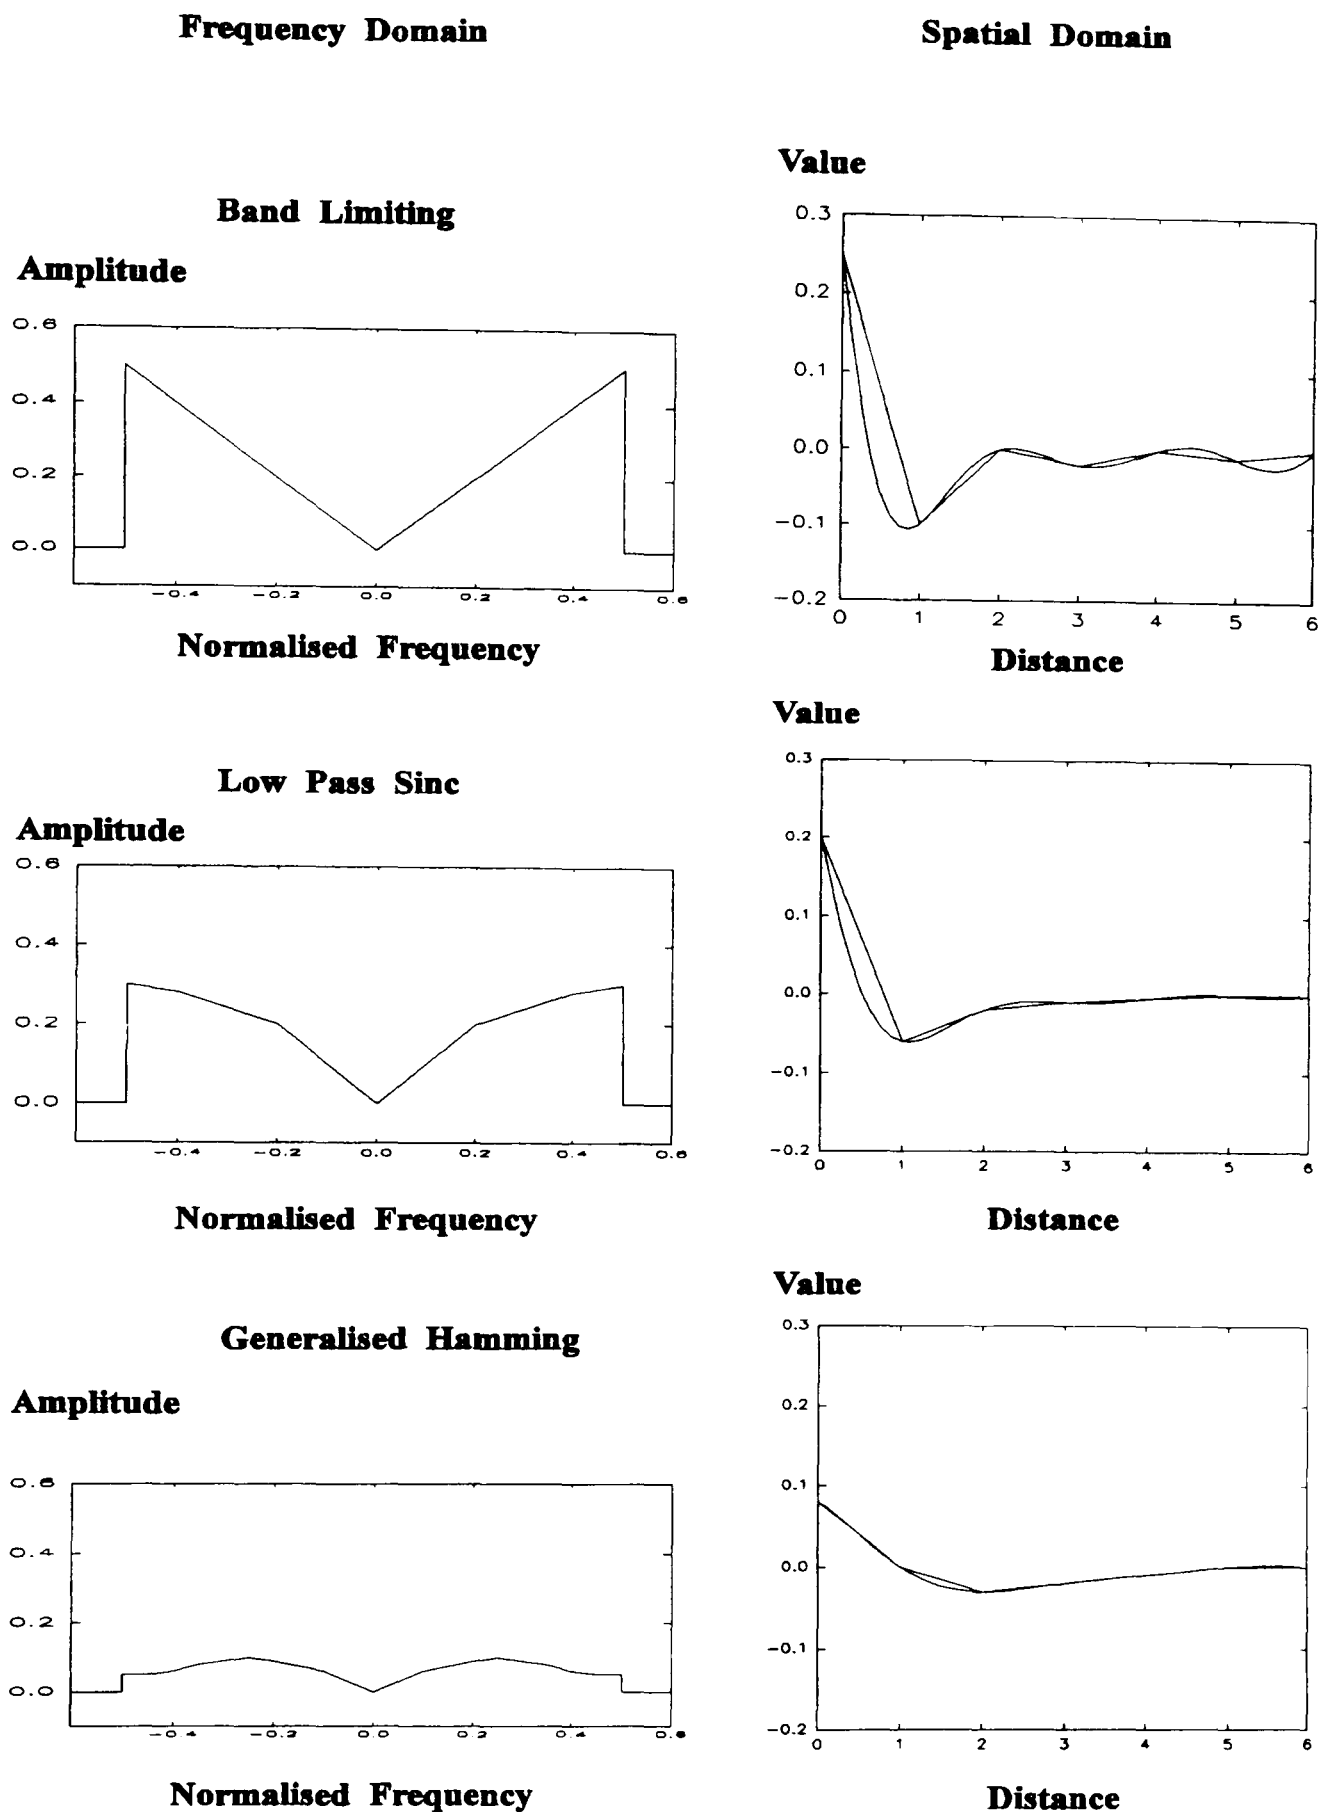 Frequency Domain
Spatial Domain
Band Limiting
Amplitude
0.6
0.4
0.2
0.0
-0.4 -0.2 0.0 0.2 0.4 0.6
Normalised Frequency
Value
0.3
0.2
0.1
0.0
-0.1
-0.2
0 1 2 3 4 5 6
Distance
Low Pass Sinc
Amplitude
0.6
0.4
0.2
0.0
-0.4 -0.2 0.0 0.2 0.4 0.6
Normalised Frequency
Value
0.3
0.2
0.1
0.0
-0.1
-0.2
0 1 2 3 4 5 6
Distance
Generalised Hamming
Amplitude
0.6
0.4
0.2
0.0
-0.4 -0.2 0.0 0.2 0.4 0.6
Normalised Frequency
Value
0.3
0.2
0.1
0.0
-0.1
-0.2
0 1 2 3 4 5 6
Distance